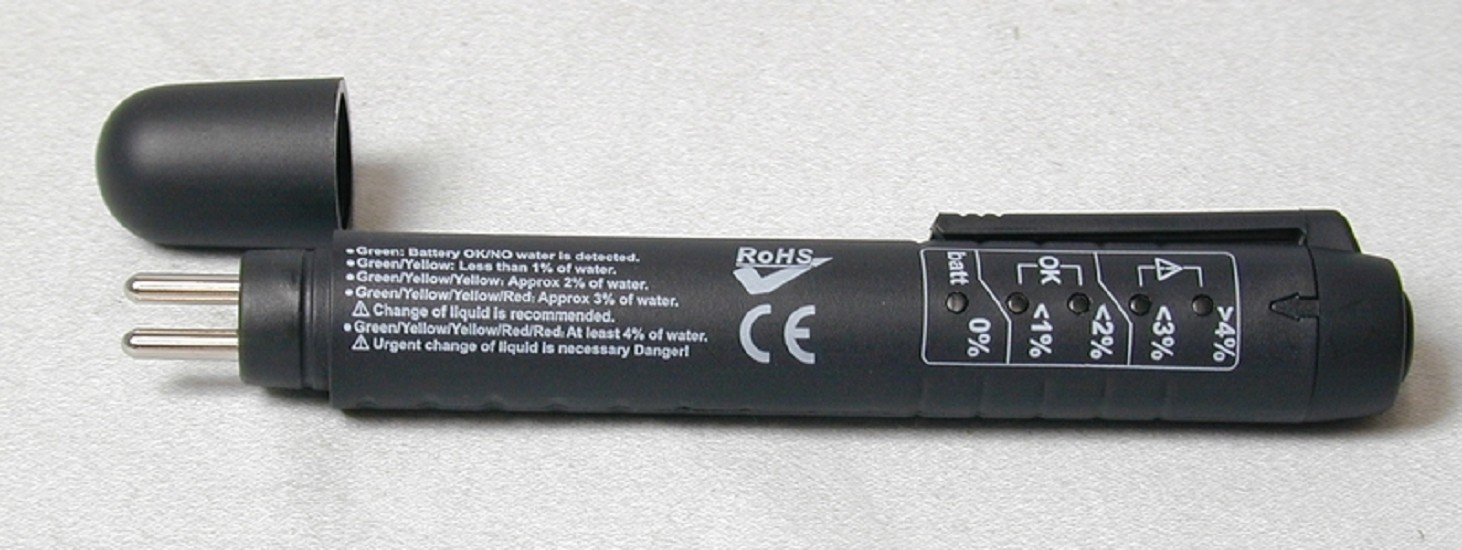 •Green: Battery OK/NO water is detected.
•Green/Yellow: Less than 1% of water.
•Green/Yellow/Yellow: Approx 2% of water.
•Green/Yellow/Yellow/Red: Approx 3% of water.
⚠ Change of liquid is recommended.
•Green/Yellow/Yellow/Red/Red: At least 4% of water.
⚠ Urgent change of liquid is necessary Danger!
RoHS
CE
batt
OK
0%
<1%
<2%
<3%
>4%